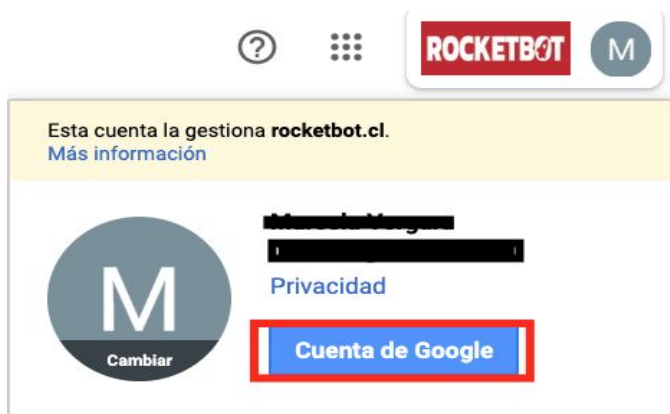 ROCKETBOT
M
Esta cuenta la gestiona rocketbot.cl.
Más información
M
Cambiar
Privacidad
Cuenta de Google